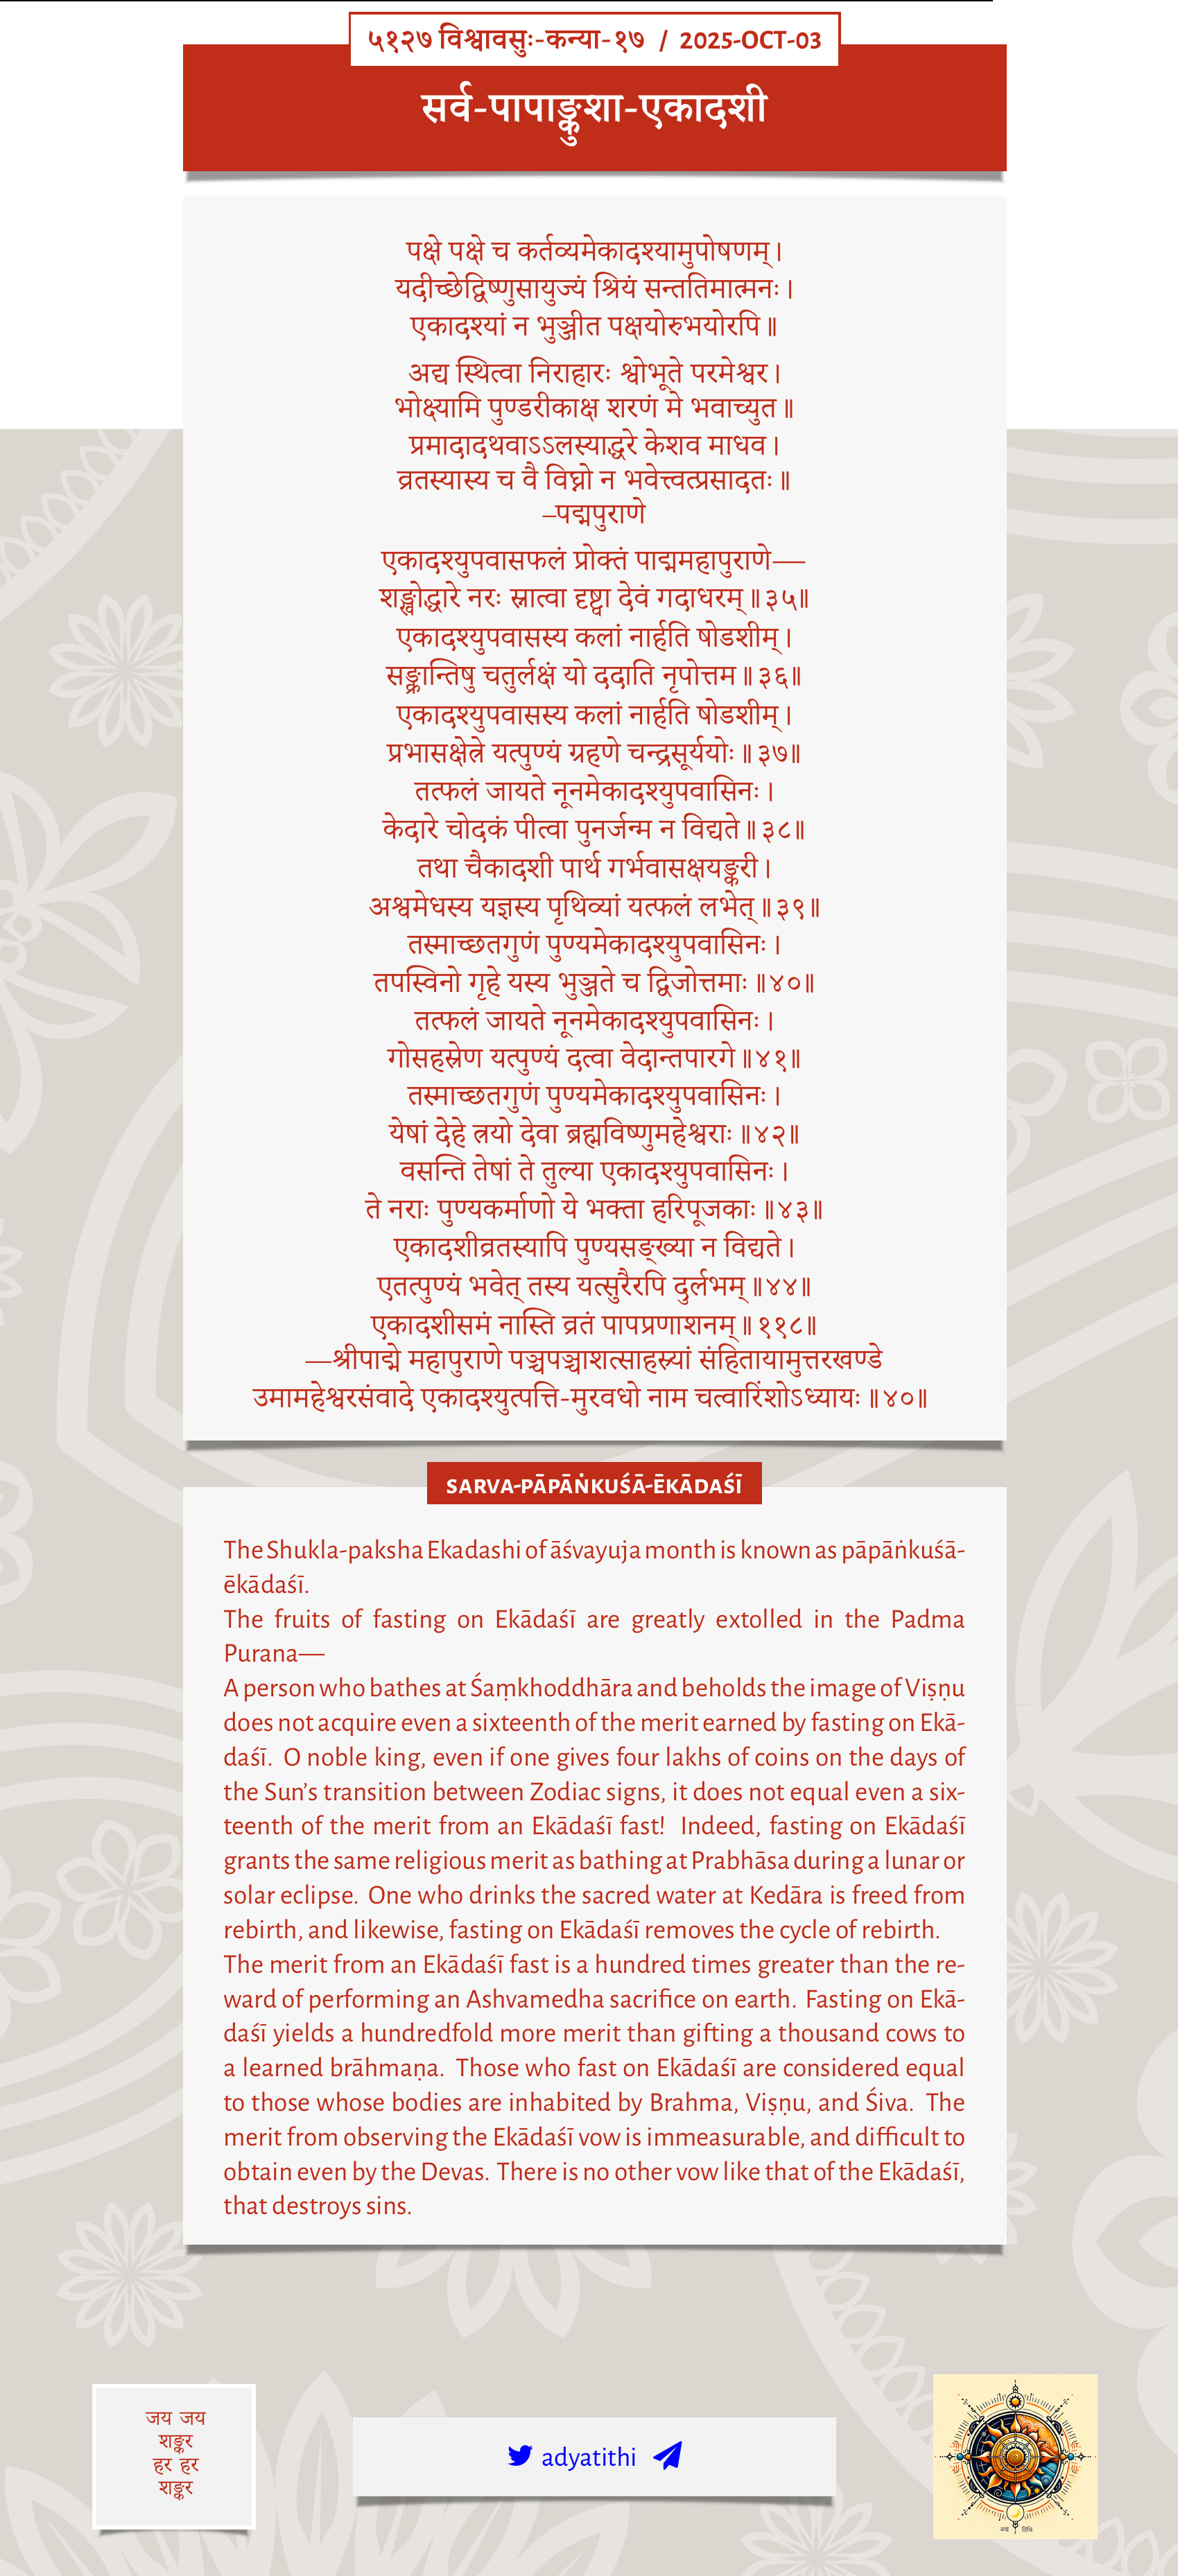 ५१२७ विश्वावसुः-कन्या-१७ / 2025-OCT-03
सर्व-पापाङ्कुशा-एकादशी
पक्षे पक्षे च कर्तव्यमेकादश्यामुपोषणम्।
यदीच्छेद्विष्णुसायुज्यं श्रियं सन्ततिमात्मनः।
एकादश्यां न भुञ्जीत पक्षयोरुभयोरपि॥
अद्य स्थित्वा निराहारः श्वोभूते परमेश्वर।
भोक्ष्यामि पुण्डरीकाक्ष शरणं मे भवाच्युत॥
प्रमादादथवाऽऽलस्याद्धरे केशव माधव।
व्रतस्यास्य च वै विघ्नो न भवेत्त्वत्प्रसादतः॥
–पद्मपुराणे
एकादश्युपवासफलं प्रोक्तं पाद्ममहापुराणे—
शङ्खोद्धारे नरः स्नात्वा दृष्ट्वा देवं गदाधरम्॥३५॥
एकादश्युपवासस्य कलां नार्हति षोडशीम्।
सङ्क्रान्तिषु चतुर्लक्षं यो ददाति नृपोत्तम॥३६॥
एकादश्युपवासस्य कलां नार्हति षोडशीम्।
प्रभासक्षेत्रे यत्पुण्यं ग्रहणे चन्द्रसूर्ययोः॥३७॥
तत्फलं जायते नूनमेकादश्युपवासिनः।
केदारे चोदकं पीत्वा पुनर्जन्म न विद्यते॥३८॥
तथा चैकादशी पार्थ गर्भवासक्षयङ्करी।
अश्वमेधस्य यज्ञस्य पृथिव्यां यत्फलं लभेत्॥३९॥
तस्माच्छतगुणं पुण्यमेकादश्युपवासिनः।
तपस्विनो गृहे यस्य भुञ्जते च द्विजोत्तमाः॥४०॥
तत्फलं जायते नूनमेकादश्युपवासिनः।
गोसहस्रेण यत्पुण्यं दत्वा वेदान्तपारगे॥४१॥
तस्माच्छतगुणं पुण्यमेकादश्युपवासिनः।
येषां देहे त्रयो देवा ब्रह्मविष्णुमहेश्वराः॥४२॥
वसन्ति तेषां ते तुल्या एकादश्युपवासिनः।
ते नराः पुण्यकर्माणो ये भक्ता हरिपूजकाः॥४३॥
एकादशीव्रतस्यापि पुण्यसङ्ख्या न विद्यते।
एतत्पुण्यं भवेत् तस्य यत्सुरैरपि दुर्लभम्॥४४॥
एकादशीसमं नास्ति व्रतं पापप्रणाशनम्॥११८॥
—श्रीपाद्मे महापुराणे पञ्चपञ्चाशत्साहस्र्यां संहितायामुत्तरखण्डे
उमामहेश्वरसंवादे एकादश्युत्पत्ति-मुरवधो नाम चत्वारिंशोऽध्यायः॥४०॥
SARVA-PĀPĀṄKUŚĀ-ĒKĀDAŚĪ
The Shukla-paksha Ekadashi of āśvayuja month is known as pāpāṅkuśā-
ēkādaśī.
The fruits of fasting on Ekādaśī are greatly extolled in the Padma
Purana—
A person who bathes at Śaṃkhoddhāra and beholds the image of Viṣṇu
does not acquire even a sixteenth of the merit earned by fasting on Ekā-
daśī. O noble king, even if one gives four lakhs of coins on the days of
the Sun's transition between Zodiac signs, it does not equal even a six-
teenth of the merit from an Ekādaśī fast! Indeed, fasting on Ekādaśī
grants the same religious merit as bathing at Prabhāsa during a lunar or
solar eclipse. One who drinks the sacred water at Kedāra is freed from
rebirth, and likewise, fasting on Ekādaśī removes the cycle of rebirth.
The merit from an Ekādaśī fast is a hundred times greater than the re-
ward of performing an Ashvamedha sacrifice on earth. Fasting on Ekā-
daśī yields a hundredfold more merit than gifting a thousand cows to
a learned brāhmaṇa. Those who fast on Ekādaśī are considered equal
to those whose bodies are inhabited by Brahma, Viṣṇu, and Śiva. The
merit from observing the Ekādaśī vow is immeasurable, and difficult to
obtain even by the Devas. There is no other vow like that of the Ekādaśī,
that destroys sins.
जय जय
शङ्कर
हर हर
शङ्कर
adyatithi